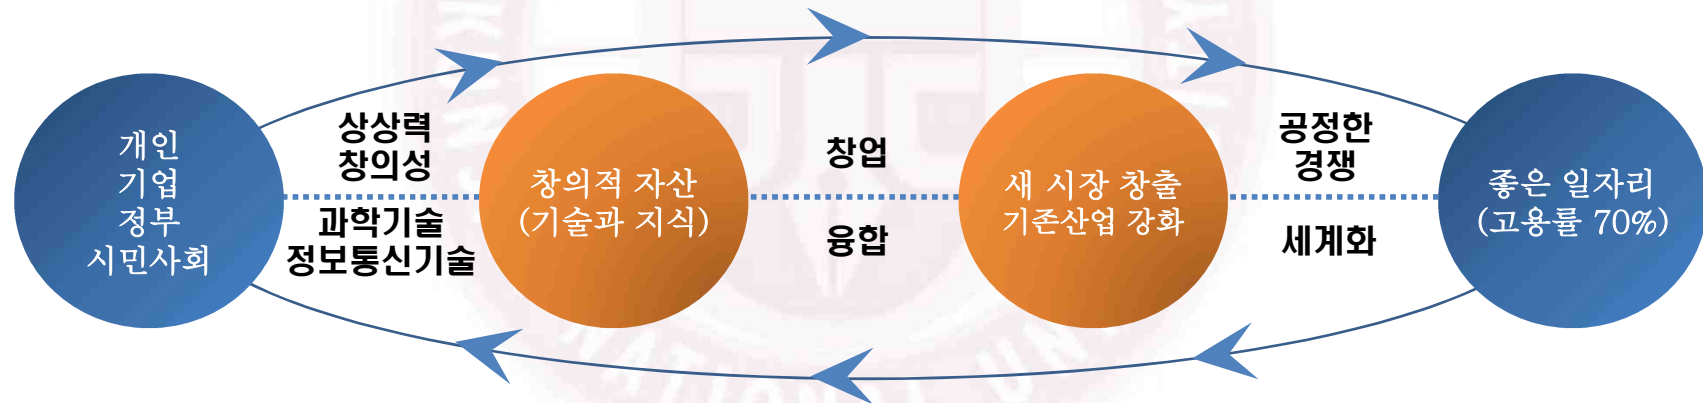 개인
기업
정부
시민사회
상상력
창의성
과학기술
정보통신기술
창의적 자산
(기술과 지식)
창업
융합
새 시장 창출
기존산업 강화
공정한
경쟁
세계화
좋은 일자리
(고용률 70%)